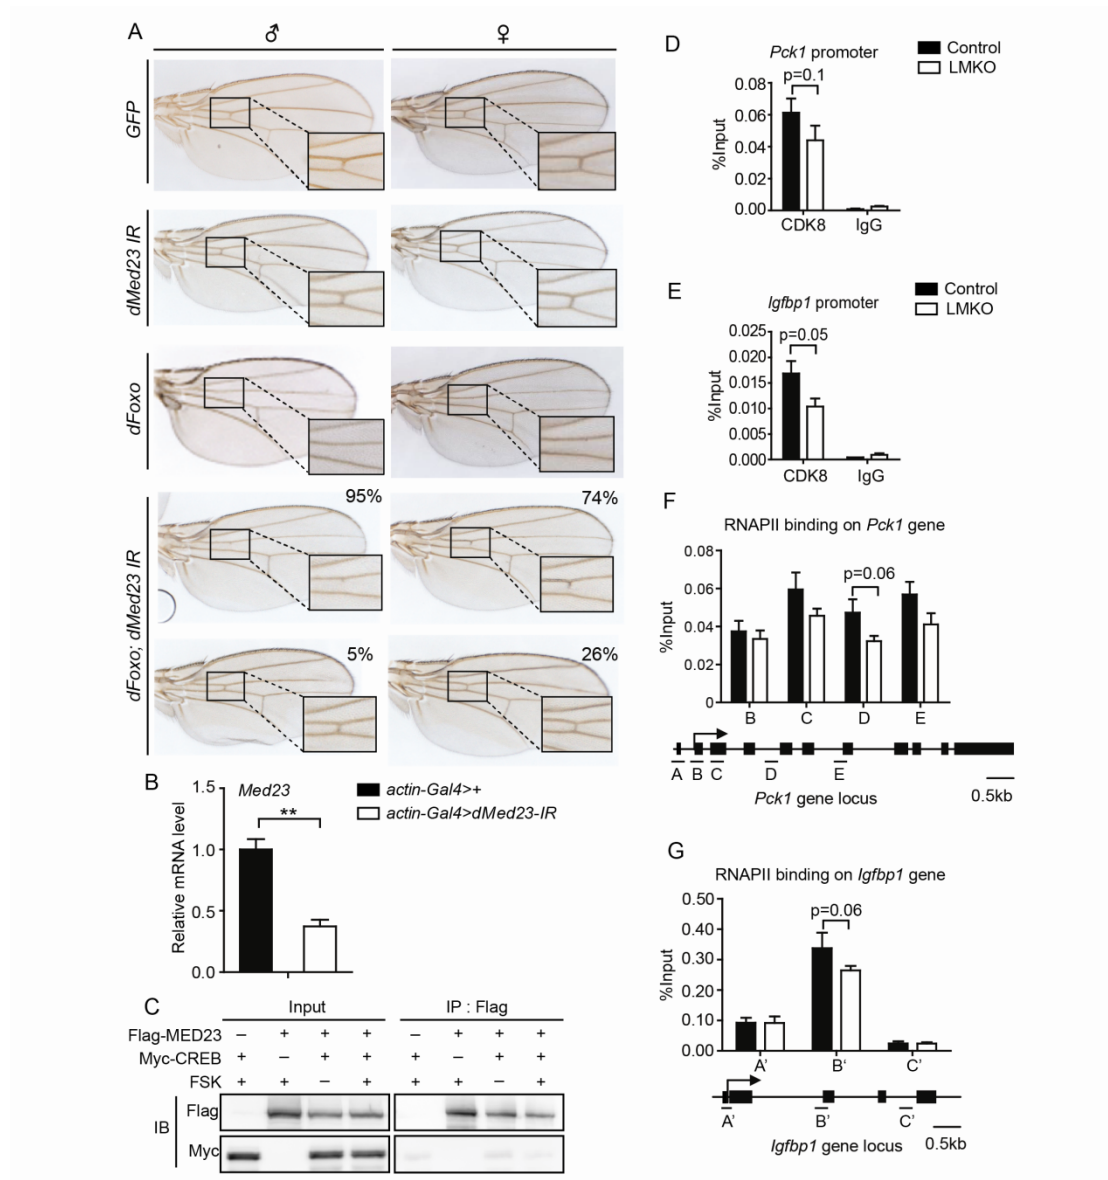 A
♂ ♀
GFP
dMed23 IR
dFoxo
dFoxo; dMed23 IR
95% 74%
5% 26%
B
Med23
actin-Gal4>+
actin-Gal4>dMed23-IR
**
Relative mRNA level
1.5
1.0
0.5
0.0
C
Input IP : Flag
Flag-MED23 – + + + – + + +
Myc-CREB + – + + + – + +
FSK + + – + + + – +
IB
Flag
Myc
D
Pck1 promoter
Control
LMKO
p=0.1
%Input
0.08
0.06
0.04
0.02
0.00
CDK8 IgG
E
Igfbp1 promoter
Control
LMKO
p=0.05
%Input
0.025
0.020
0.015
0.010
0.005
0.000
CDK8 IgG
F
RNAPII binding on Pck1 gene
p=0.06
%Input
0.08
0.06
0.04
0.02
0
B C D E
A B C D E
Pck1 gene locus
0.5kb
G
RNAPII binding on Igfbp1 gene
p=0.06
%Input
0.50
0.40
0.30
0.20
0.10
0.00
A' B' C'
A' B' C'
Igfbp1 gene locus
0.5kb